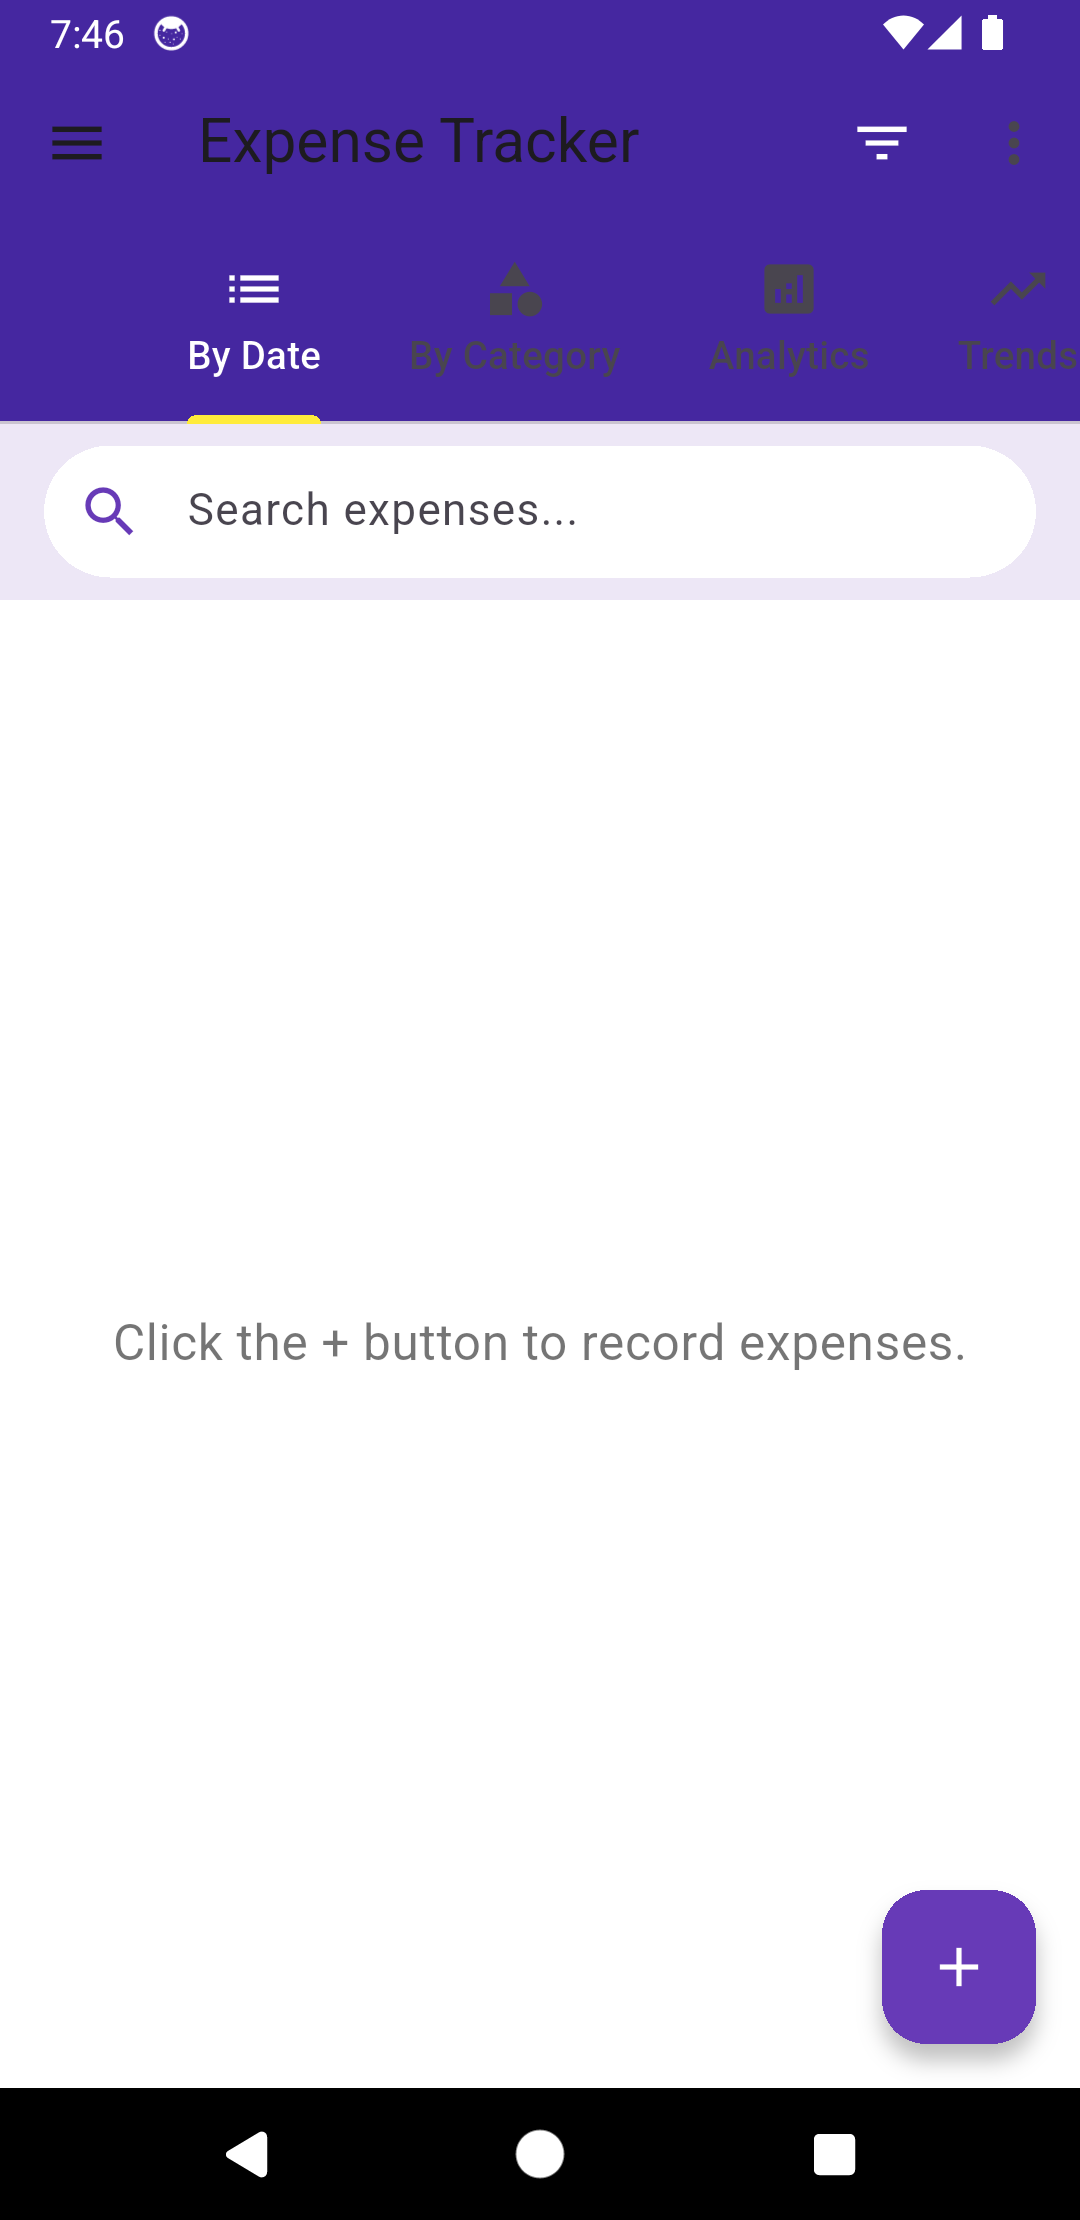 7:46
Expense Tracker
By Date
By Category
Analytics
Trends
Search expenses...
Click the + button to record expenses.